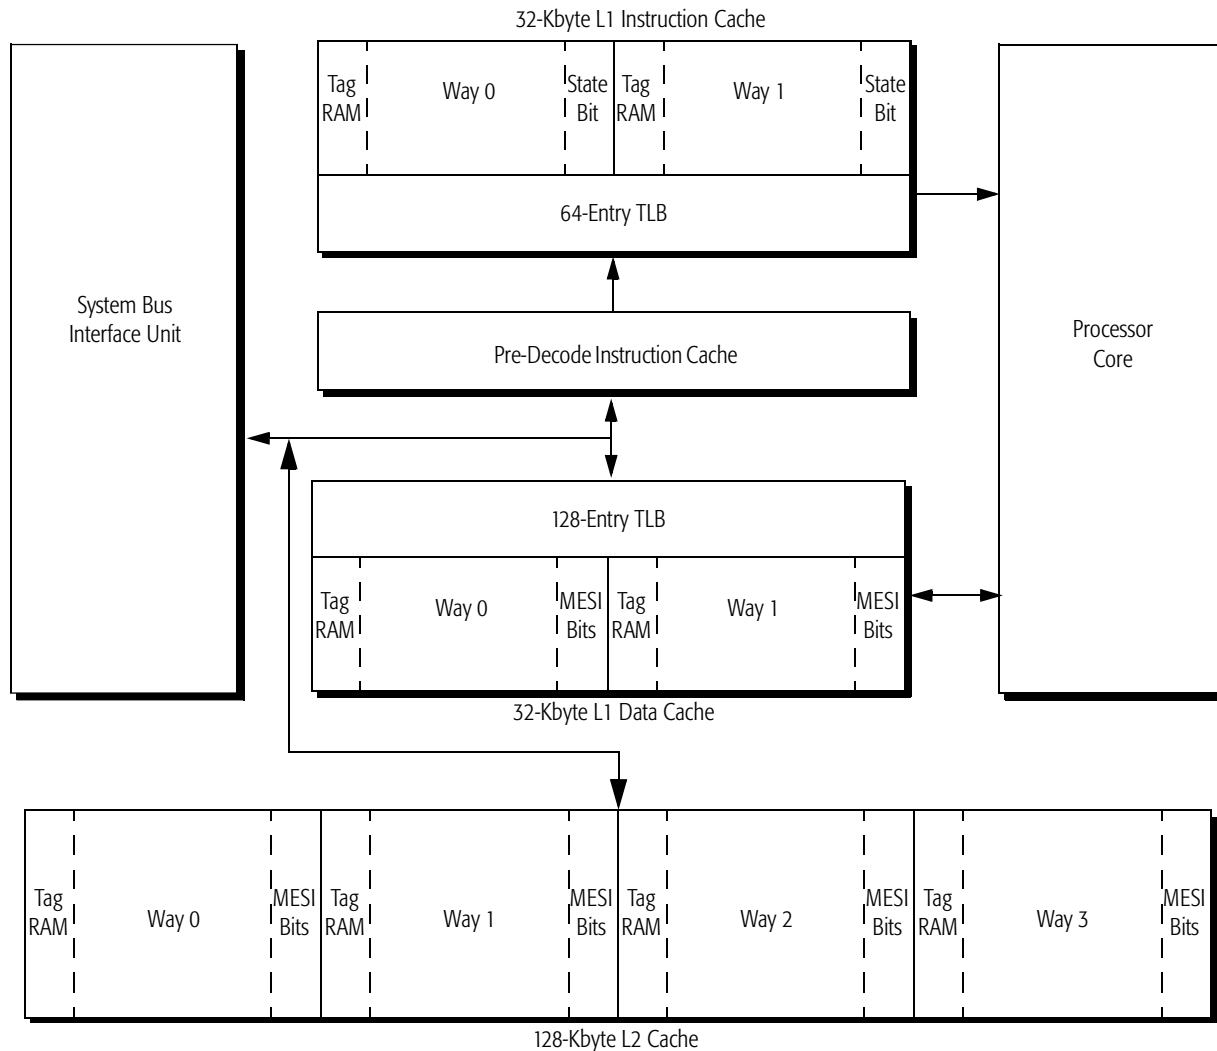 32-Kbyte L1 Instruction Cache
Tag
RAM
Way 0
State
Bit
Tag
RAM
Way 1
State
Bit
64-Entry TLB
System Bus
Interface Unit
Pre-Decode Instruction Cache
Processor
Core
128-Entry TLB
Tag
RAM
Way 0
MESI
Bits
Tag
RAM
Way 1
MESI
Bits
32-Kbyte L1 Data Cache
Tag
RAM
Way 0
MESI
Bits
Tag
RAM
Way 1
MESI
Bits
Tag
RAM
Way 2
MESI
Bits
Tag
RAM
Way 3
MESI
Bits
128-Kbyte L2 Cache